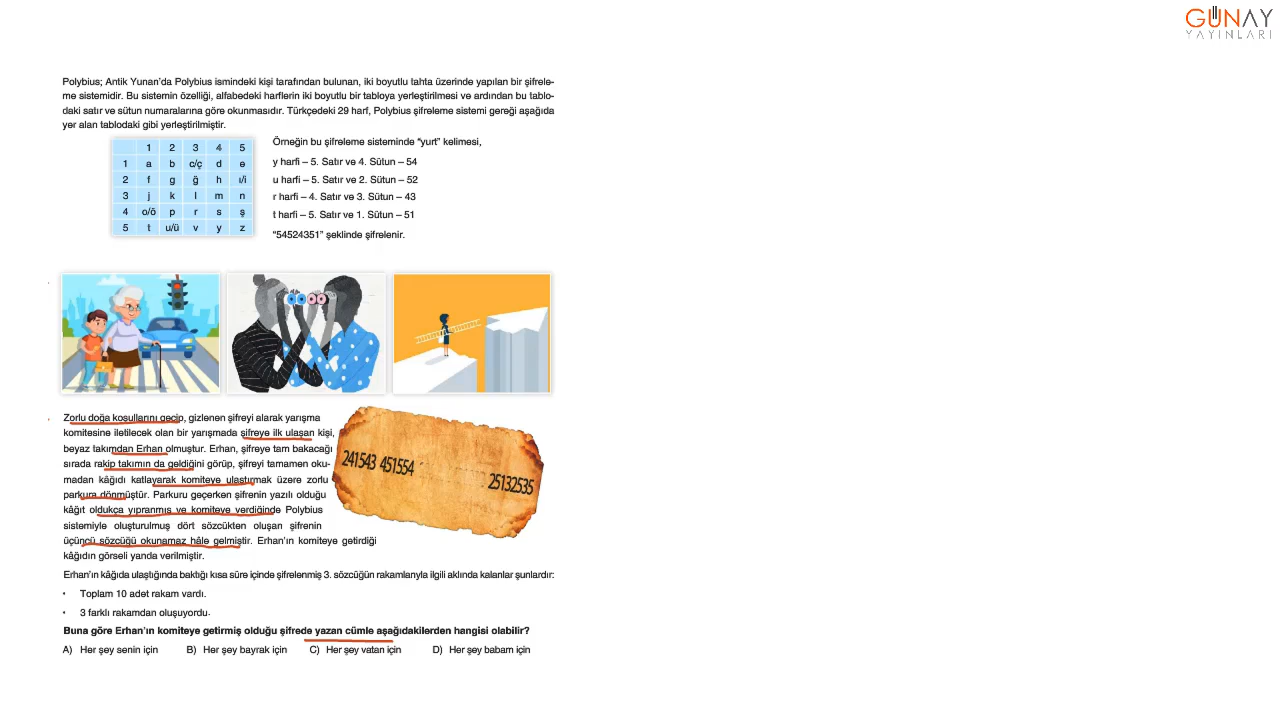 GÜNAY
YAYINLARI
Polybius; Antik Yunan’da Polybius ismindeki kişi tarafından bulunan, iki boyutlu tahta üzerinde yapılan bir şifrele-
me sistemidir. Bu sistemin özelliği, alfabedeki harflerin iki boyutlu bir tabloya yerleştirilmesi ve ardından bu tablo-
daki satır ve sütun numaralarına göre okunmasıdır. Türkçedeki 29 harf, Polybius şifreleme sistemi gereği aşağıda
yer alan tablodaki gibi yerleştirilmiştir.
1 2 3 4 5
1 a b c/ç d e
2 f g ğ h ı/i
3 j k l m n
4 o/ö p r s ş
5 t u/ü v y z
Örneğin bu şifreleme sisteminde “yurt” kelimesi,
y harfi – 5. Satır ve 4. Sütun – 54
u harfi – 5. Satır ve 2. Sütun – 52
r harfi – 4. Satır ve 3. Sütun – 43
t harfi – 5. Satır ve 1. Sütun – 51
“54524351” şeklinde şifrelenir.
Zorlu doğa koşullarını geçip, gizlenen şifreyi alarak yarışma
komitesine iletilecek olan bir yarışmada şifreye ilk ulaşan kişi,
beyaz takımdan Erhan olmuştur. Erhan, şifreye tam bakacağı
sırada rakip takımın da geldiğini görüp, şifreyi tamamen oku-
madan kâğıdı katlayarak komiteye ulaştırmak üzere zorlu
parkura dönmüştür. Parkuru geçerken şifrenin yazılı olduğu
kâğıt oldukça yıpranmış ve komiteye verdiğinde Polybius
sistemiyle oluşturulmuş dört sözcükten oluşan şifrenin
üçüncü sözcüğü okunamaz hâle gelmiştir. Erhan’ın komiteye getirdiği
kâğıdın görseli yanda verilmiştir.
241543 451554
25132535
Erhan’ın kâğıda ulaştığında baktığı kısa süre içinde şifrelenmiş 3. sözcüğün rakamlarıyla ilgili aklında kalanlar şunlardır:
• Toplam 10 adet rakam vardı.
• 3 farklı rakamdan oluşuyordu.
Buna göre Erhan’ın komiteye getirmiş olduğu şifrede yazan cümle aşağıdakilerden hangisi olabilir?
A) Her şey senin için B) Her şey bayrak için C) Her şey vatan için D) Her şey babam için